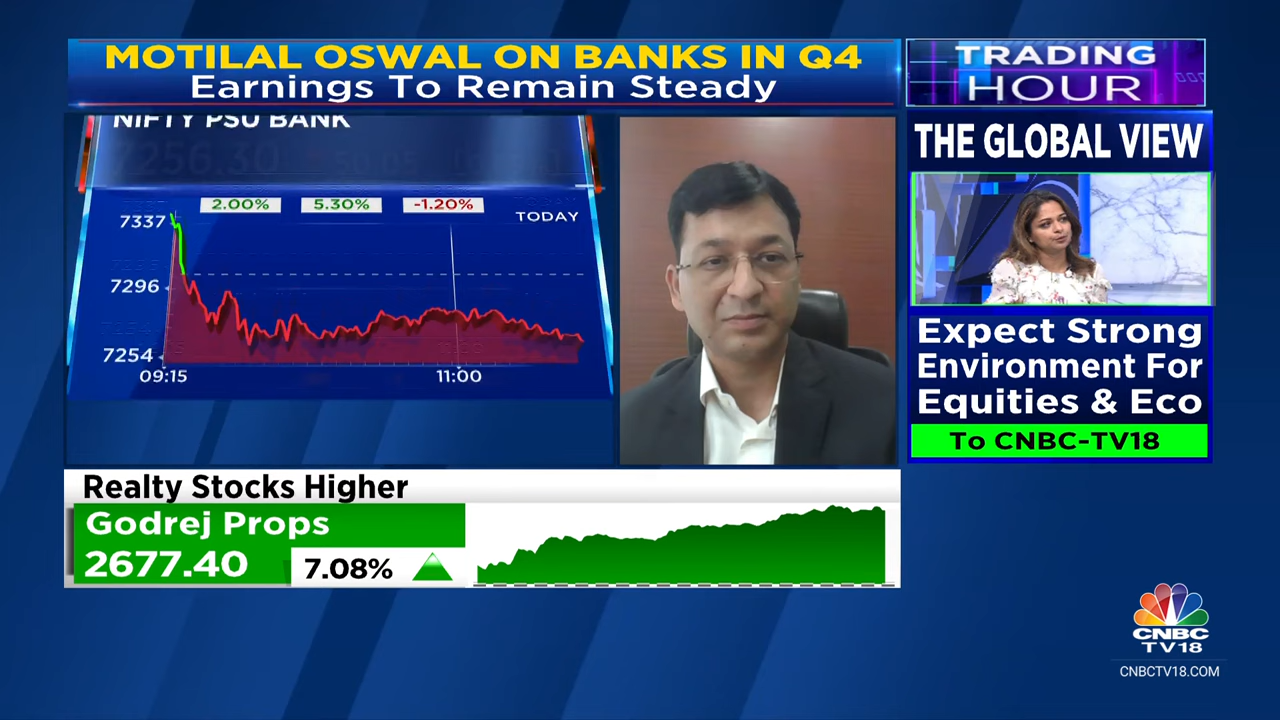 MOTILAL OSWAL ON BANKS IN Q4
Earnings To Remain Steady
TRADING
HOUR
NIFTY PSU BANK
7256.30
2.00% 5.30% -1.20%
TODAY
7337
7296
7254
09:15 11:00
THE GLOBAL VIEW
Expect Strong
Environment For
Equities & Eco
To CNBC-TV18
Realty Stocks Higher
Godrej Props
2677.40
7.08%
CNBC
TV18
CNBCTV18.COM